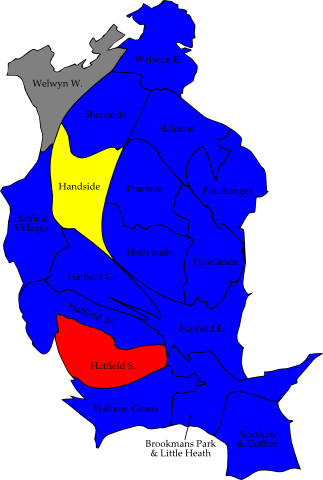 Welwyn E.
Welwyn W.
Sherrards
Haldens
Handside
Peartree
Panshanger
Hatfield
Villages
Hollybush
Howlands
Hatfield C.
Hatfield W.
Hatfield E.
Hatfield S.
Welham Green
Brookmans Park
& Little Heath
Northaw
& Cuffley